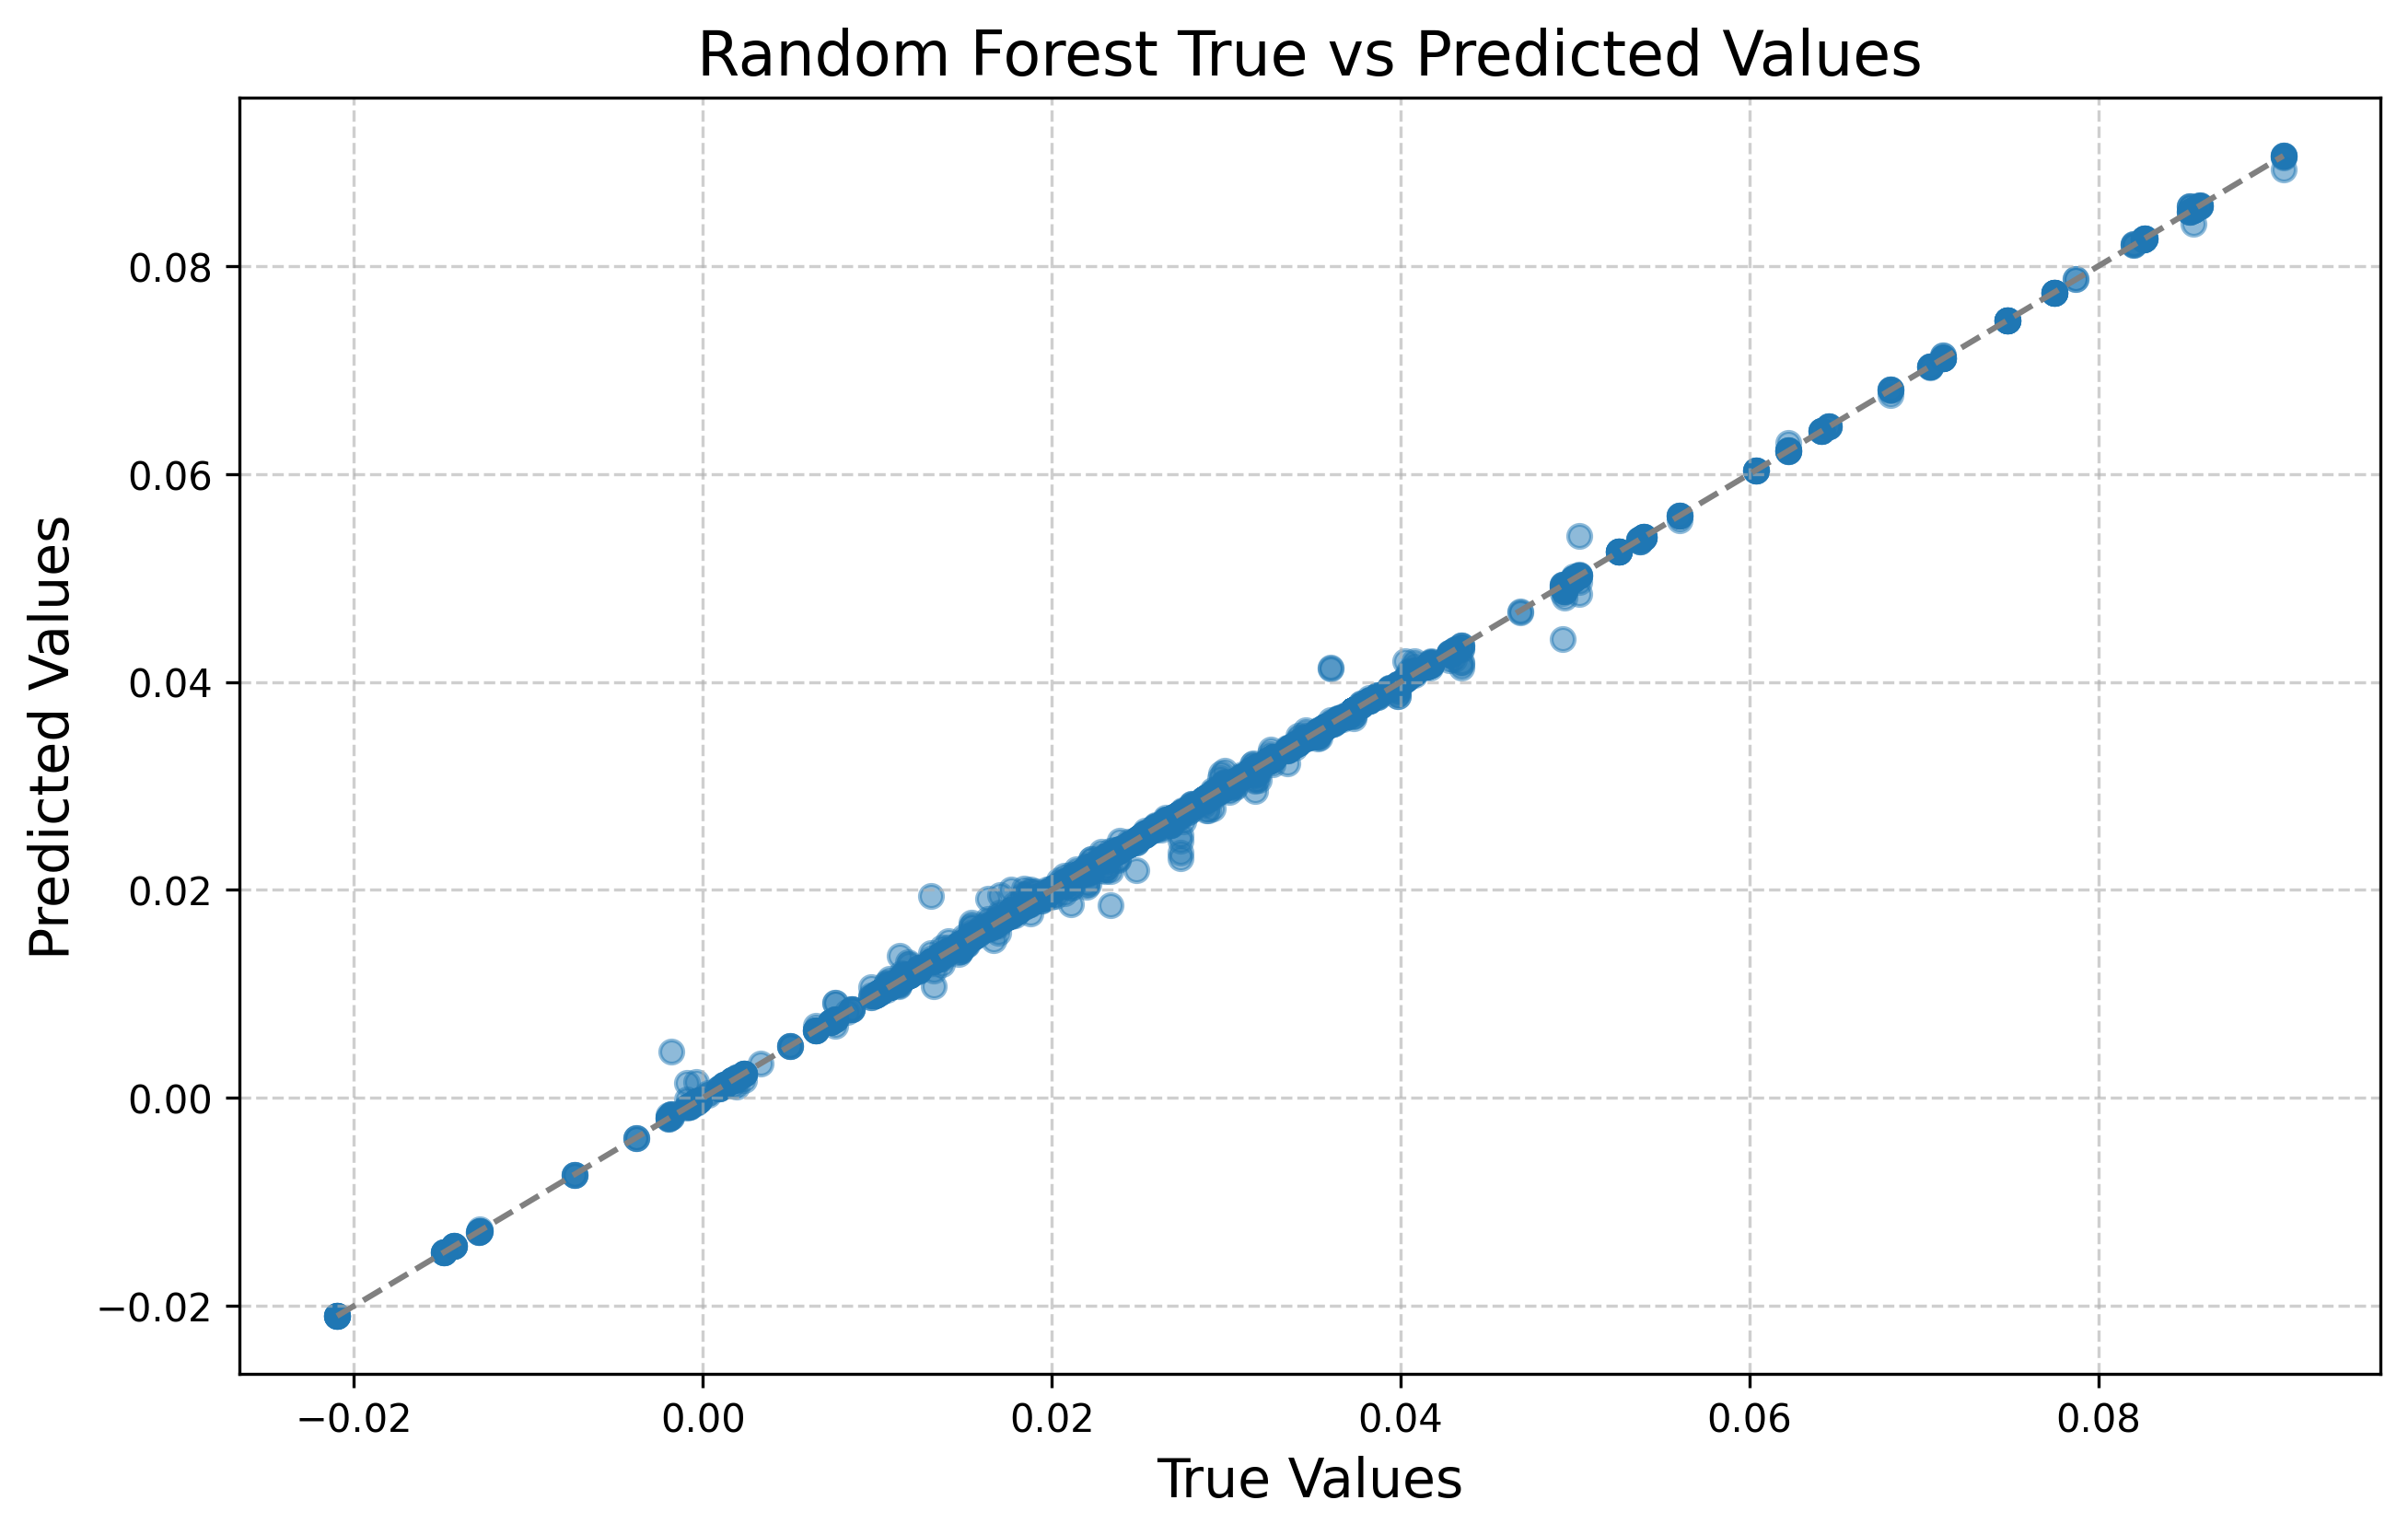 Random Forest True vs Predicted Values
Predicted Values
0.08
0.06
0.04
0.02
0.00
−0.02
−0.02 0.00 0.02 0.04 0.06 0.08
True Values